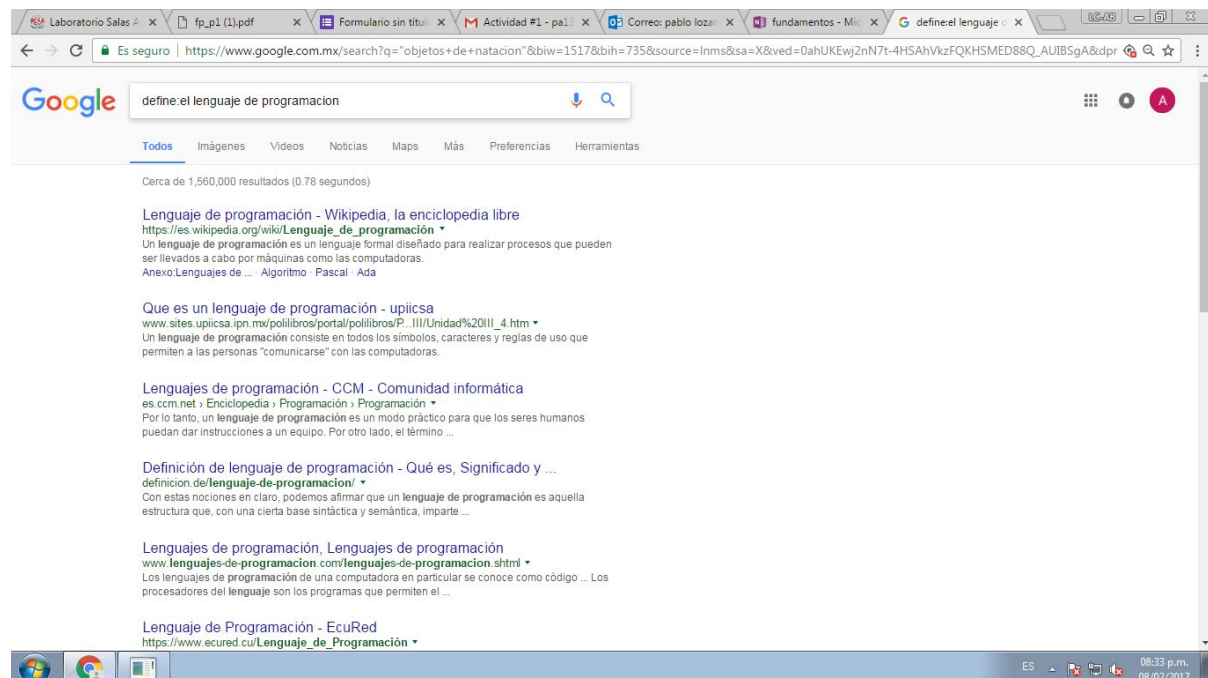 Laboratorio Salas A
fp_p1 (1).pdf
Formulario sin títul
Actividad #1 - pa13
Correo: pablo lozan
fundamentos - Mic
define:el lenguaje d
LC-AB
Es seguro | https://www.google.com.mx/search?q="objetos+de+natacion"&biw=1517&bih=735&source=lnms&sa=X&ved=0ahUKEwj2nN7t-4HSAhVkzFQKHSMED88Q_AUIBSgA&dpr
Google
define:el lenguaje de programacion
A
Todos Imágenes Videos Noticias Maps Más Preferencias Herramientas
Cerca de 1,560,000 resultados (0.78 segundos)
Lenguaje de programación - Wikipedia, la enciclopedia libre
https://es.wikipedia.org/wiki/Lenguaje_de_programación
Un lenguaje de programación es un lenguaje formal diseñado para realizar procesos que pueden
ser llevados a cabo por máquinas como las computadoras.
Anexo:Lenguajes de ... · Algoritmo · Pascal · Ada
Que es un lenguaje de programación - upiicsa
www.sites.upiicsa.ipn.mx/polilibros/portal/polilibros/P...III/Unidad%20III_4.htm
Un lenguaje de programación consiste en todos los símbolos, caracteres y reglas de uso que
permiten a las personas "comunicarse" con las computadoras.
Lenguajes de programación - CCM - Comunidad informática
es.ccm.net › Enciclopedia › Programación › Programación
Por lo tanto, un lenguaje de programación es un modo práctico para que los seres humanos
puedan dar instrucciones a un equipo. Por otro lado, el término ...
Definición de lenguaje de programación - Qué es, Significado y ...
definicion.de/lenguaje-de-programacion/
Con estas nociones en claro, podemos afirmar que un lenguaje de programación es aquella
estructura que, con una cierta base sintáctica y semántica, imparte ...
Lenguajes de programación, Lenguajes de programación
www.lenguajes-de-programacion.com/lenguajes-de-programacion.shtml
Los lenguajes de programación de una computadora en particular se conoce como código ... Los
procesadores del lenguaje son los programas que permiten el ...
Lenguaje de Programación - EcuRed
https://www.ecured.cu/Lenguaje_de_Programación
ES
08:33 p.m.
08/02/2017